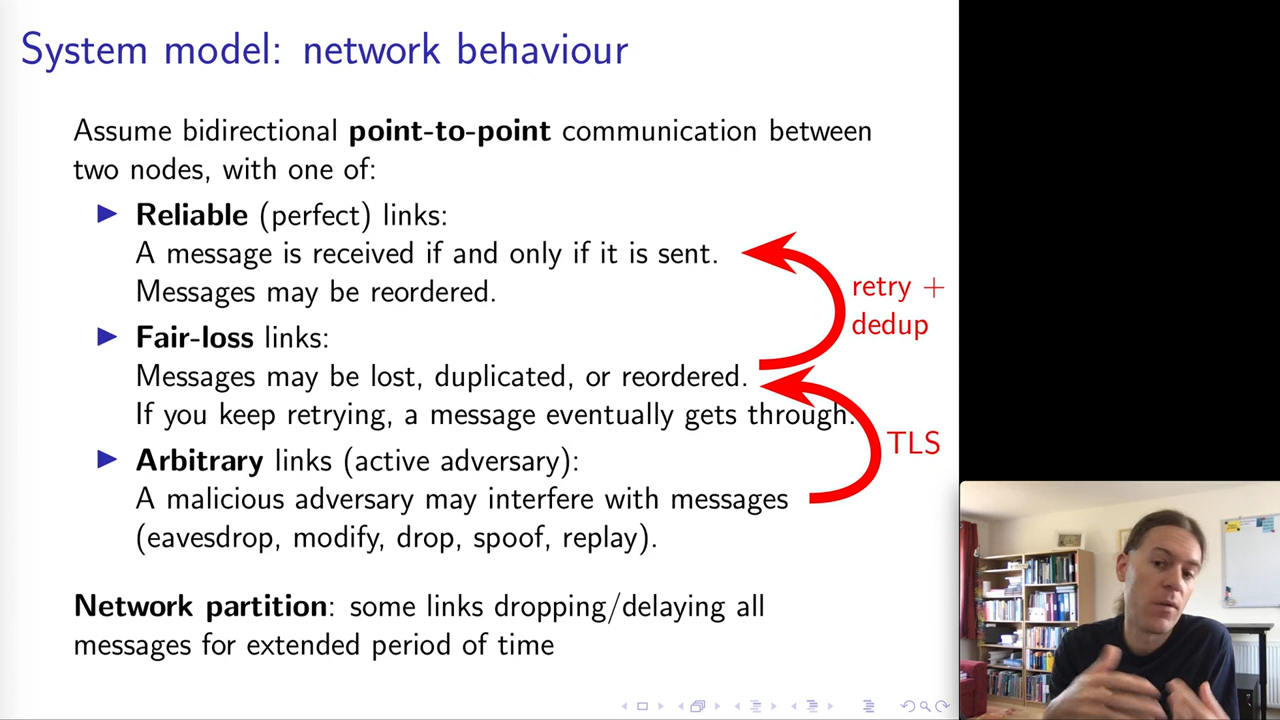 System model: network behaviour
Assume bidirectional point-to-point communication between
two nodes, with one of:
Reliable (perfect) links:
A message is received if and only if it is sent.
Messages may be reordered.
retry +
dedup
Fair-loss links:
Messages may be lost, duplicated, or reordered.
If you keep retrying, a message eventually gets through.
TLS
Arbitrary links (active adversary):
A malicious adversary may interfere with messages
(eavesdrop, modify, drop, spoof, replay).
Network partition: some links dropping/delaying all
messages for extended period of time